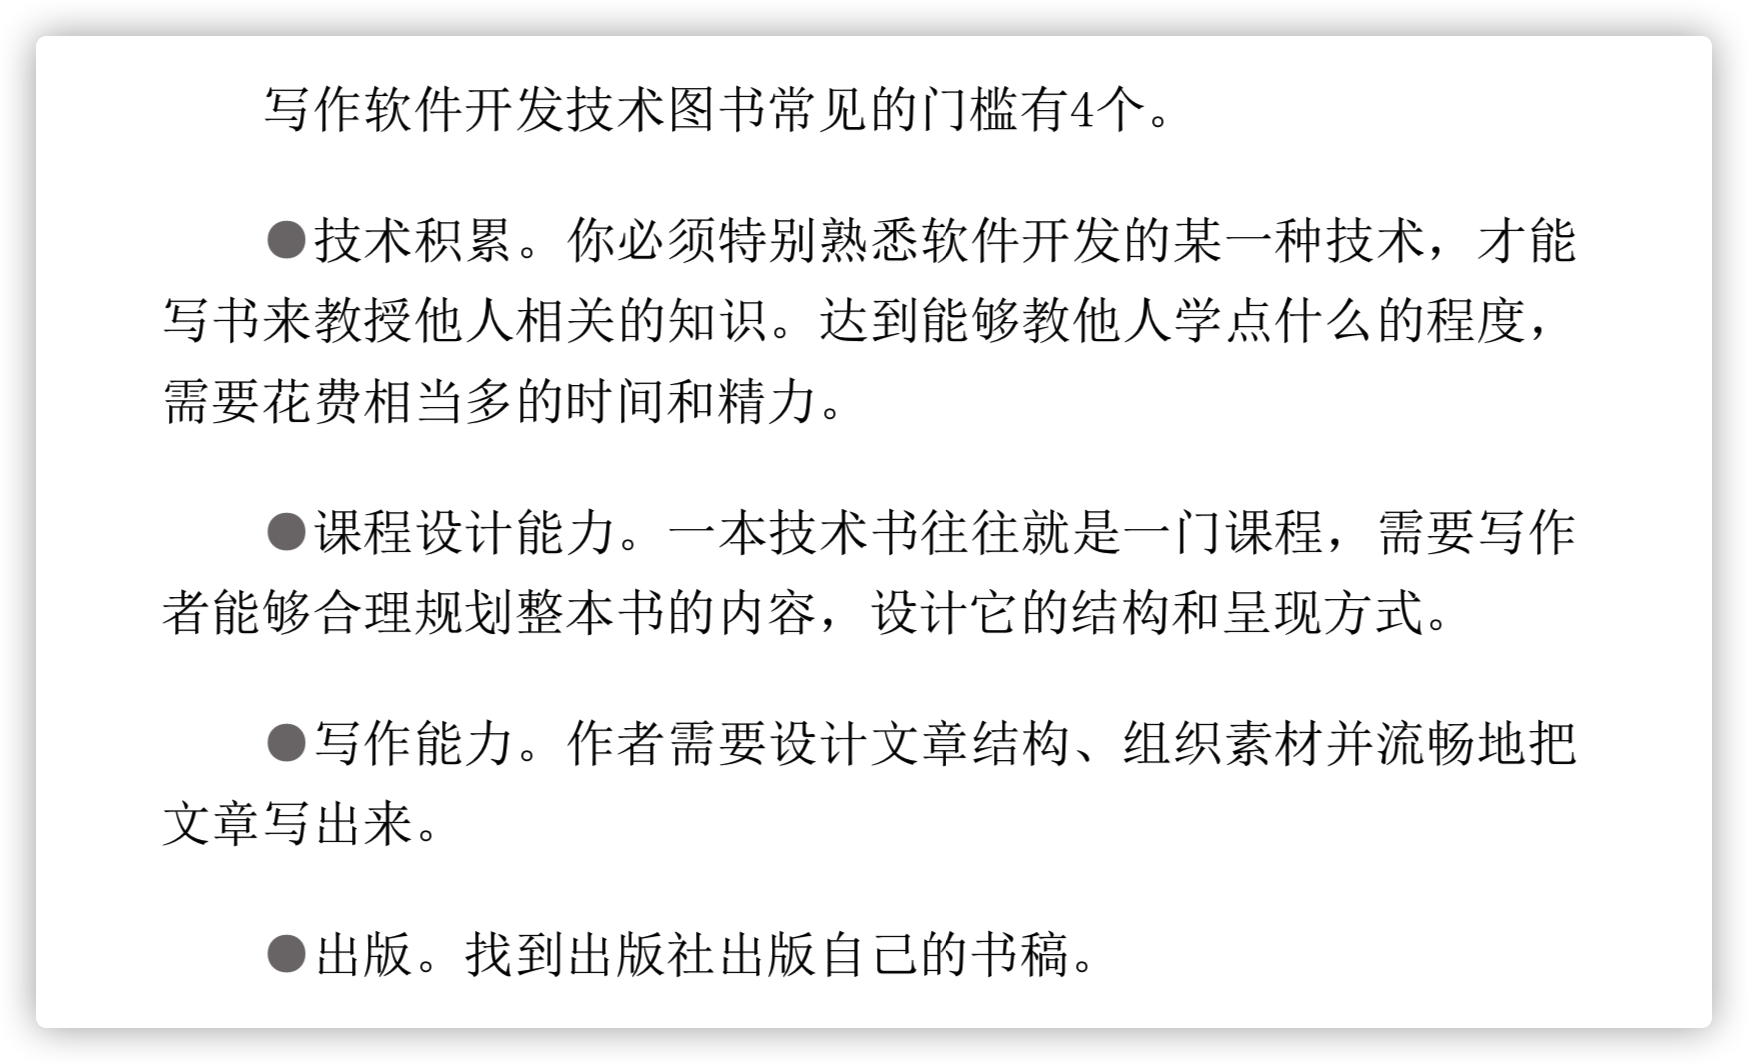 写作软件开发技术图书常见的门槛有4个。
●技术积累。你必须特别熟悉软件开发的某一种技术，才能
写书来教授他人相关的知识。达到能够教他人学点什么的程度，
需要花费相当多的时间和精力。
●课程设计能力。一本技术书往往就是一门课程，需要写作
者能够合理规划整本书的内容，设计它的结构和呈现方式。
●写作能力。作者需要设计文章结构、组织素材并流畅地把
文章写出来。
●出版。找到出版社出版自己的书稿。